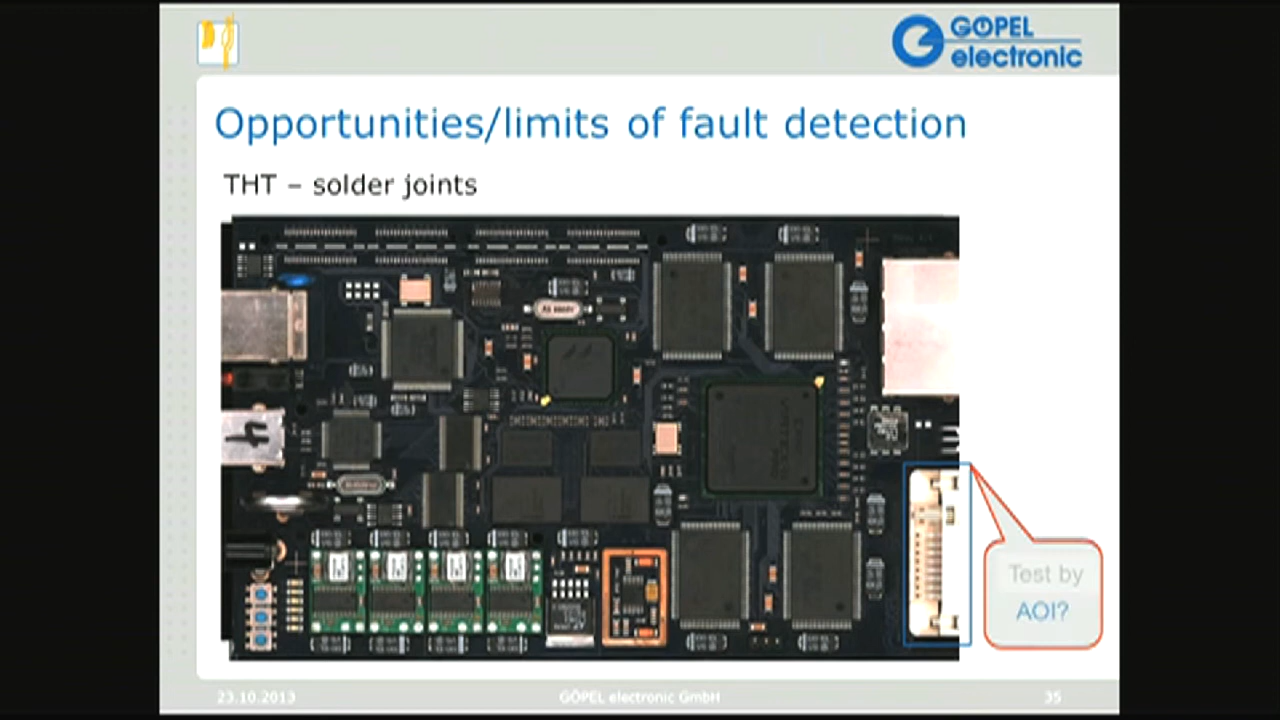 GÖPEL
electronic
Opportunities/limits of fault detection
THT – solder joints
Test by
AOI?
23.10.2013
GÖPEL electronic GmbH
35